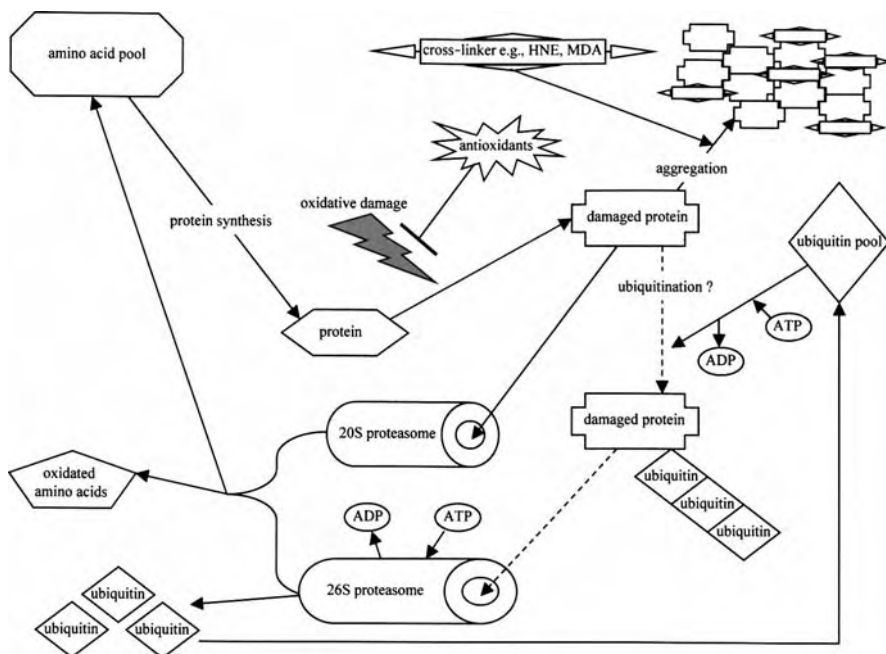 amino acid pool
cross-linker e.g., HNE, MDA
antioxidants
aggregation
oxidative damage
damaged protein
protein synthesis
ubiquitin pool
ubiquitination ?
protein
ATP
ADP
damaged protein
20S proteasome
oxidated
amino acids
ubiquitin
ubiquitin
ubiquitin
ADP
ATP
26S proteasome
ubiquitin
ubiquitin
ubiquitin